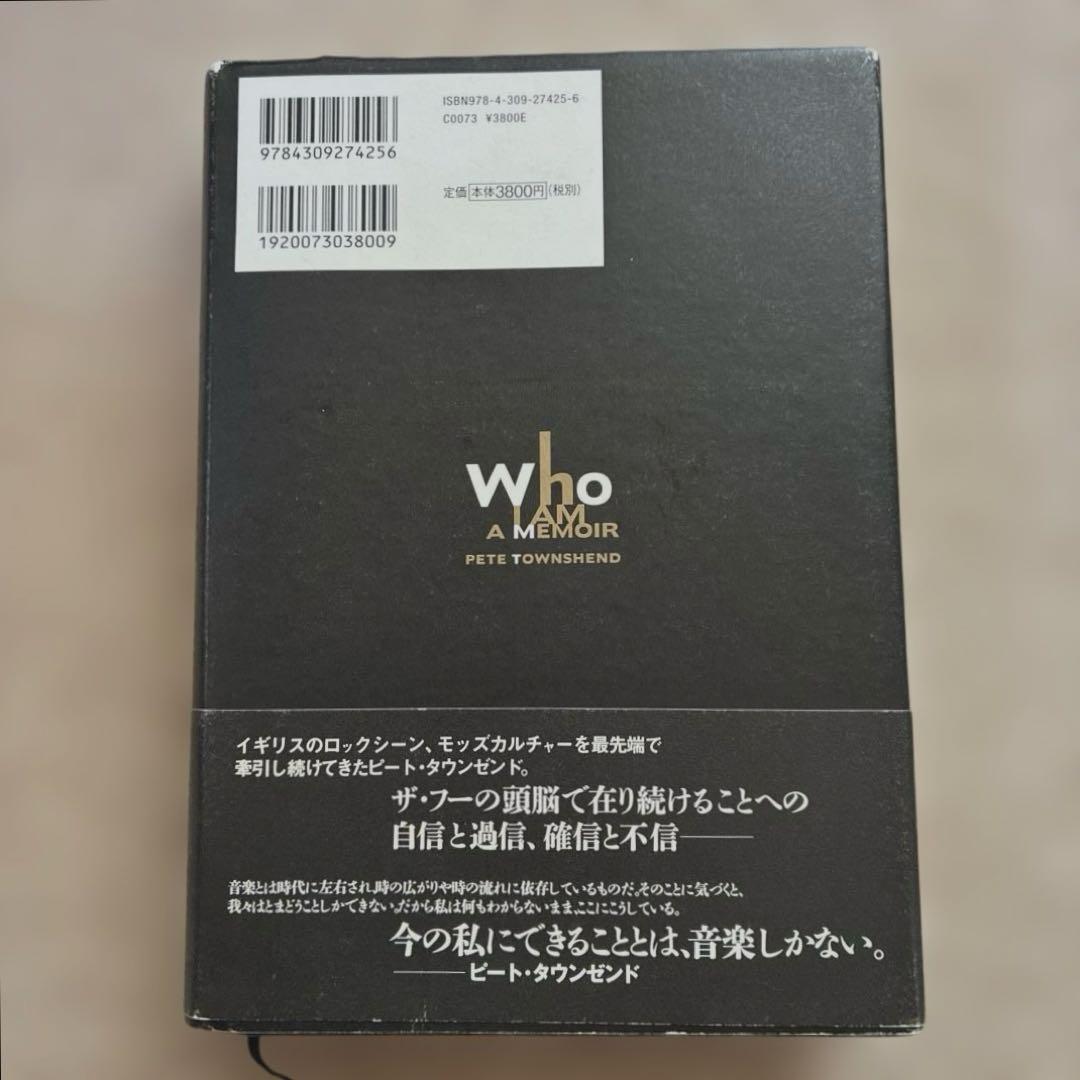 ISBN978-4-309-27425-6
C0073 ¥3800E
9784309274256
定価 本体3800円(税別)
1920073038009
Who
I AM
A MEMOIR
PETE TOWNSHEND
イギリスのロックシーン、モッズカルチャーを最先端で
牽引し続けてきたピート・タウンゼンド。
ザ・フーの頭脳で在り続けることへの
自信と過信、確信と不信───
音楽とは時代に左右され、時の広がりや時の流れに依存しているものだ。そのことに気づくと、
我々はとまどうことしかできない。だから私は何もわからないまま、ここにこうしている。
今の私にできることとは、音楽しかない。
───ピート・タウンゼンド